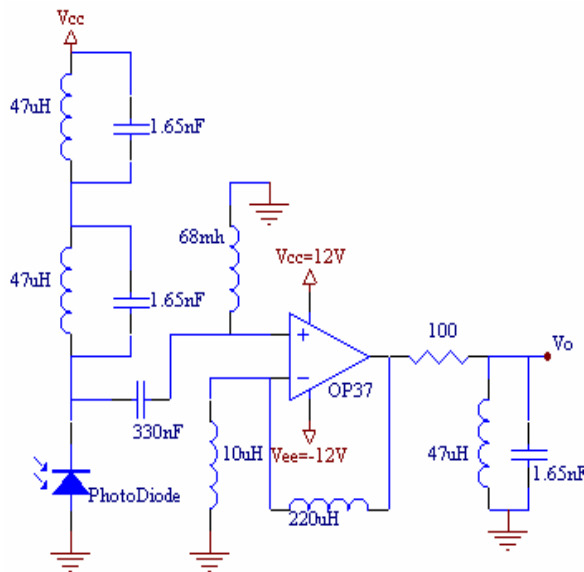 Vcc
47uH
1.65nF
47uH
1.65nF
68mh
Vcc=12V
+
-
OP37
100
Vo
330nF
10uH
Vee=-12V
220uH
47uH
1.65nF
PhotoDiode